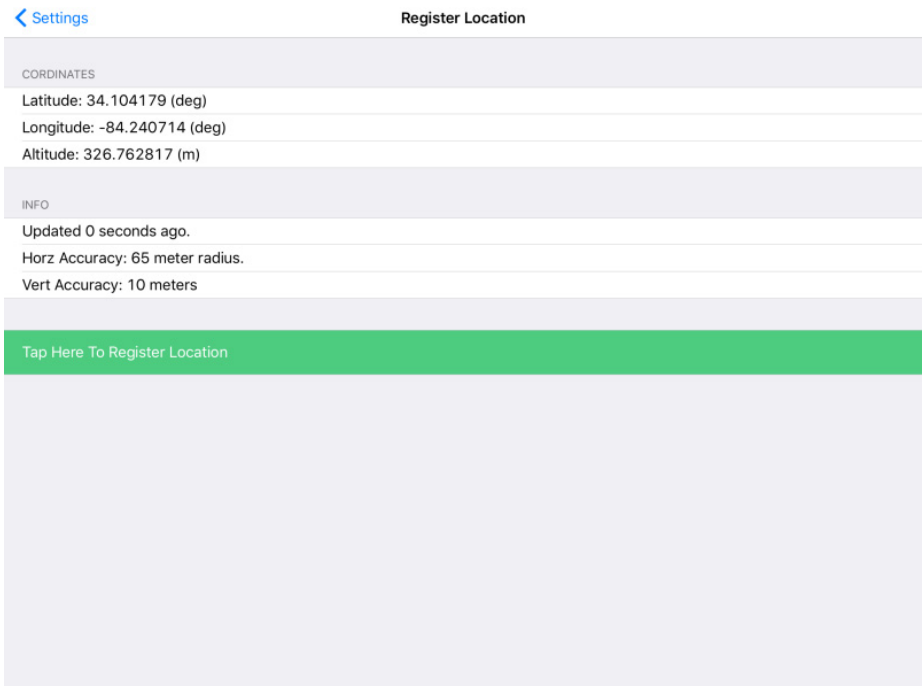 Settings
Register Location
CORDINATES
Latitude: 34.104179 (deg)
Longitude: -84.240714 (deg)
Altitude: 326.762817 (m)
INFO
Updated 0 seconds ago.
Horz Accuracy: 65 meter radius.
Vert Accuracy: 10 meters
Tap Here To Register Location